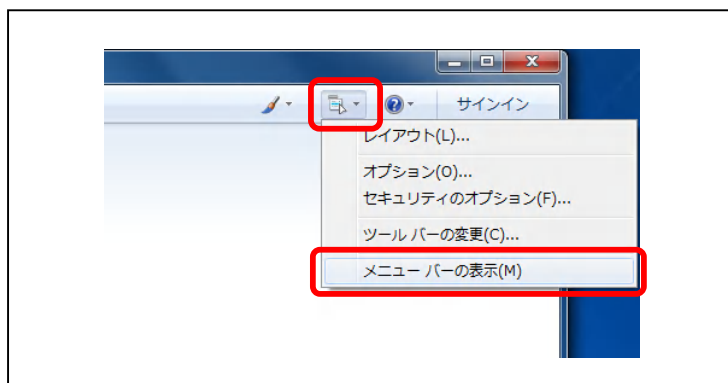 サインイン
レイアウト(L)...
オプション(O)...
セキュリティのオプション(F)...
ツール バーの変更(C)...
メニュー バーの表示(M)